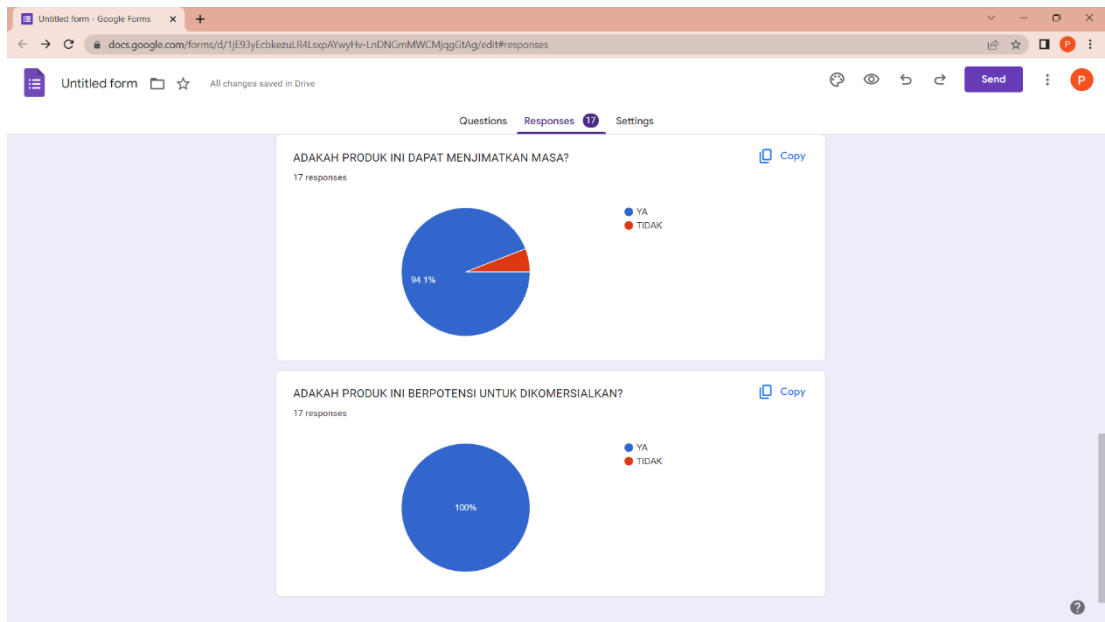 Untitled form - Google Forms
docs.google.com/forms/d/1jE93yEcbkezuLR4LsxpAYwyHv-LnDNGmMWCMjqgGtAg/edit#responses
P
Untitled form
All changes saved in Drive
Send
P
Questions Responses 17 Settings
ADAKAH PRODUK INI DAPAT MENJIMATKAN MASA?
Copy
17 responses
YA
TIDAK
94.1%
ADAKAH PRODUK INI BERPOTENSI UNTUK DIKOMERSIALKAN?
Copy
17 responses
YA
TIDAK
100%